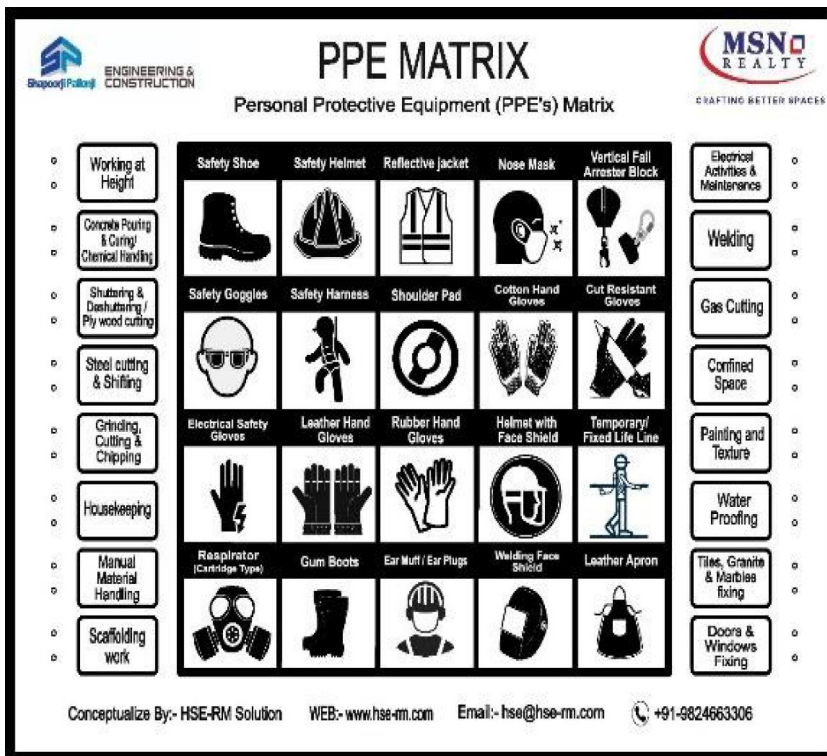 Shapoorji Pallonji
ENGINEERING &
CONSTRUCTION
PPE MATRIX
Personal Protective Equipment (PPE's) Matrix
MSN
REALTY
CRAFTING BETTER SPACES
Working at
Height
Concrete Pouring
& Curing/
Chemical Handling
Shuttering &
Deshuttering /
Ply wood cutting
Steel cutting
& Shifting
Grinding,
Cutting &
Chipping
Housekeeping
Manual
Material
Handling
Scaffolding
work
Safety Shoe
Safety Helmet
Reflective jacket
Nose Mask
Vertical Fall
Arrester Block
Safety Goggles
Safety Harness
Shoulder Pad
Cotton Hand
Gloves
Cut Resistant
Gloves
Electrical Safety
Gloves
Leather Hand
Gloves
Rubber Hand
Gloves
Helmet with
Face Shield
Temporary/
Fixed Life Line
Respirator
(Cartridge Type)
Gum Boots
Ear Muff / Ear Plugs
Welding Face
Shield
Leather Apron
Electrical
Activities &
Maintenance
Welding
Gas Cutting
Confined
Space
Painting and
Texture
Water
Proofing
Tiles, Granite
& Marbles
fixing
Doors &
Windows
Fixing
Conceptualize By:- HSE-RM Solution
WEB:- www.hse-rm.com
Email:- hse@hse-rm.com
+91-9824663306